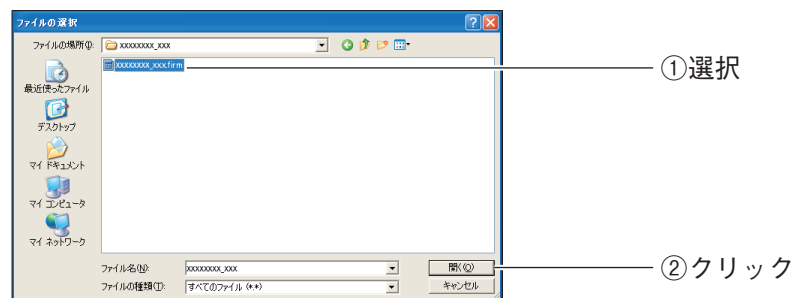 ファイルの選択
ファイルの場所(I):
xxxxxxxx_xxx
xxxxxxxx_xxx.firm
①選択
最近使ったファイル
デスクトップ
マイ ドキュメント
マイ コンピュータ
マイ ネットワーク
ファイル名(N):
xxxxxxxx_xxx
開く(O)
②クリック
ファイルの種類(T):
すべてのファイル (*.*)
キャンセル